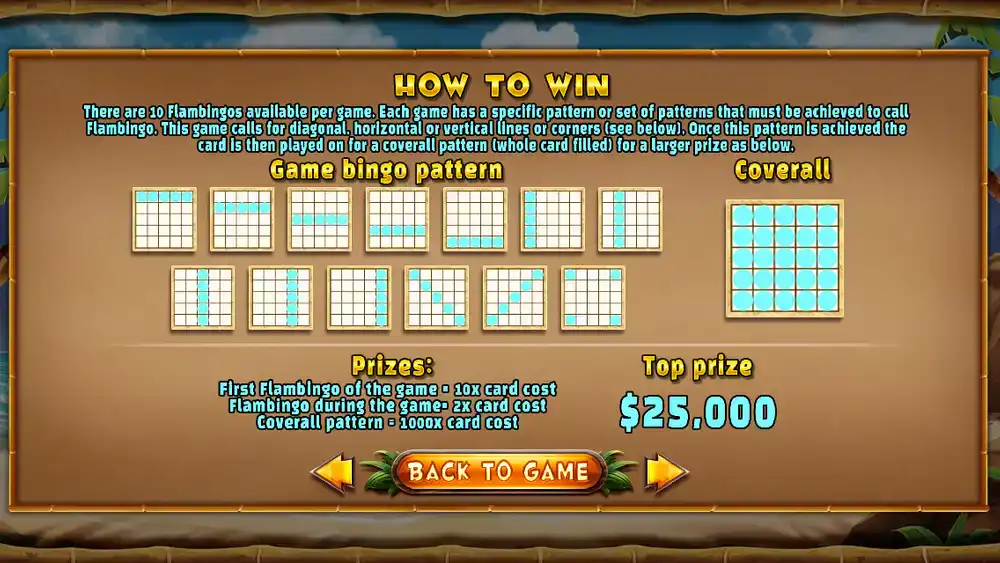 HOW TO WIN
There are 10 Flambingos available per game. Each game has a specific pattern or set of patterns that must be achieved to call
Flambingo. This game calls for diagonal, horizontal or vertical lines or corners (see below). Once this pattern is achieved the
card is then played on for a coverall pattern (whole card filled) for a larger prize as below.
Game bingo pattern
Coverall
Prizes:
First Flambingo of the game = 10x card cost
Flambingo during the game= 2x card cost
Coverall pattern = 1000x card cost
Top prize
$25,000
BACK TO GAME